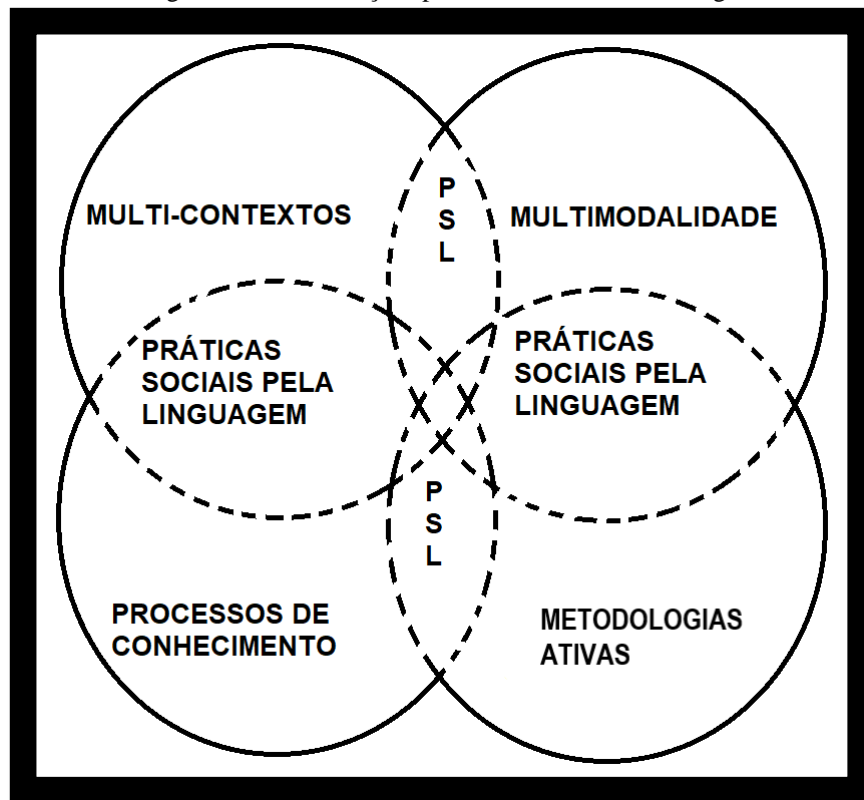 MULTI-CONTEXTOS
P
S
L
MULTIMODALIDADE
PRÁTICAS
SOCIAIS PELA
LINGUAGEM
PRÁTICAS
SOCIAIS PELA
LINGUAGEM
P
S
L
PROCESSOS DE
CONHECIMENTO
METODOLOGIAS
ATIVAS